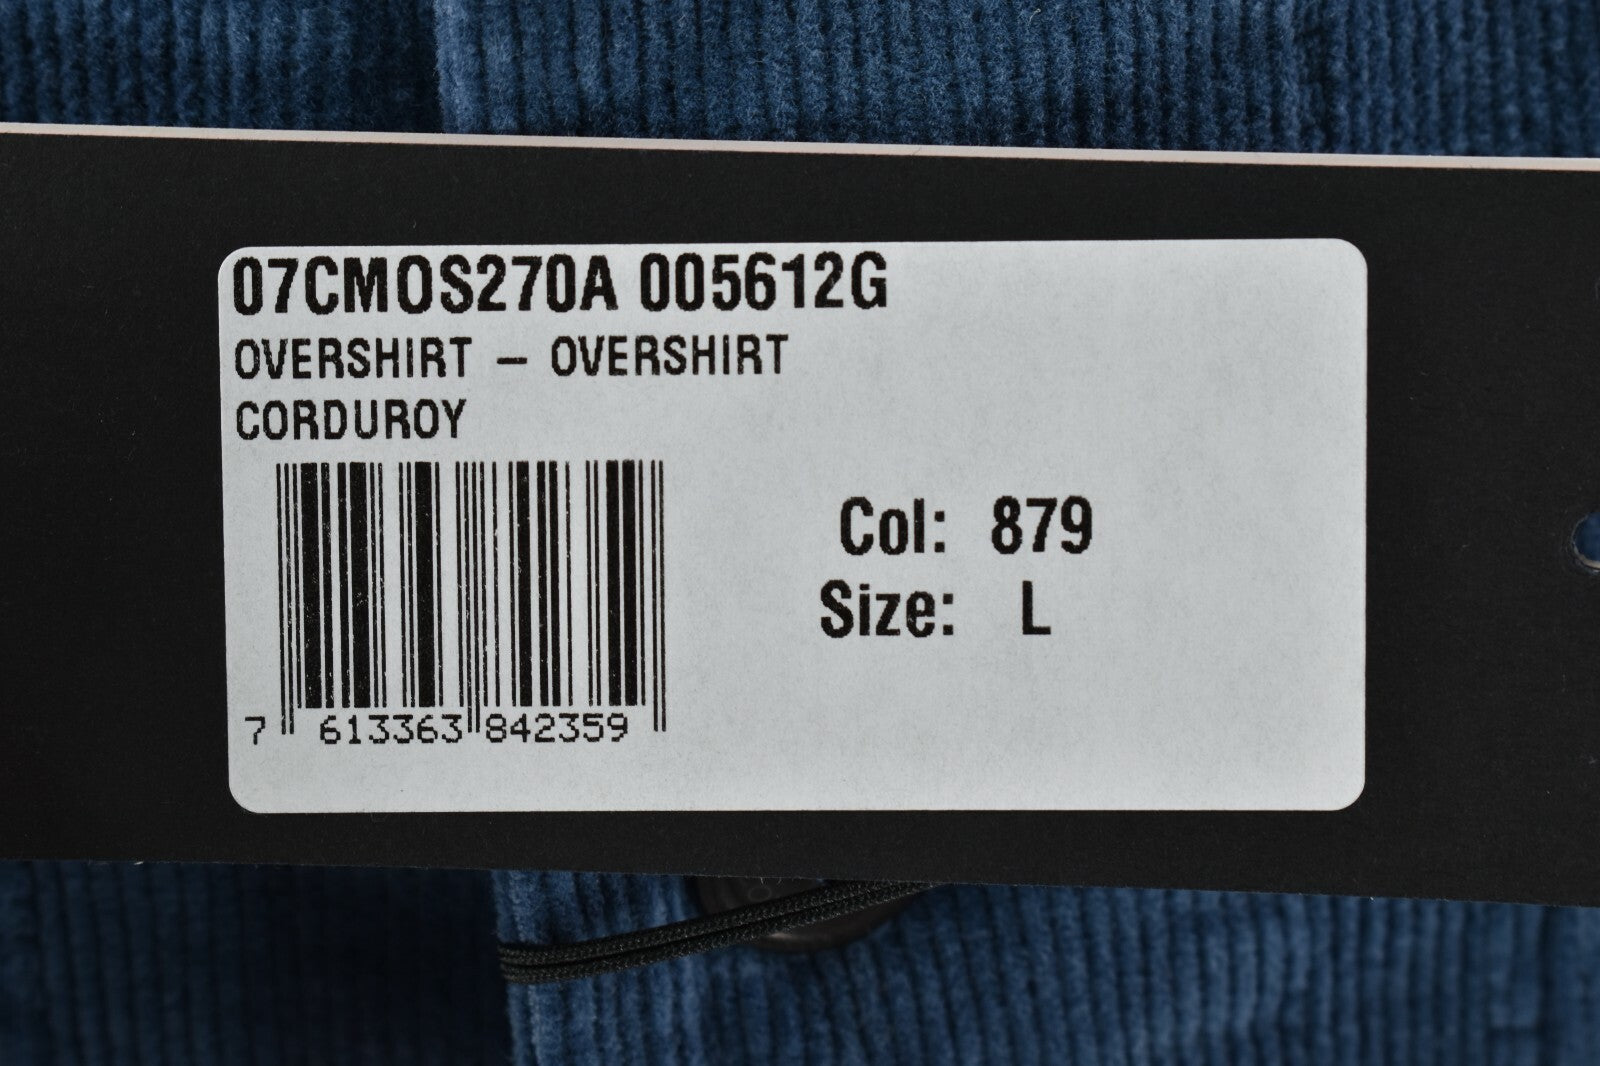 07CMOS270A 005612G
OVERSHIRT – OVERSHIRT
CORDUROY
Col: 879
Size: L
7 613363 842359